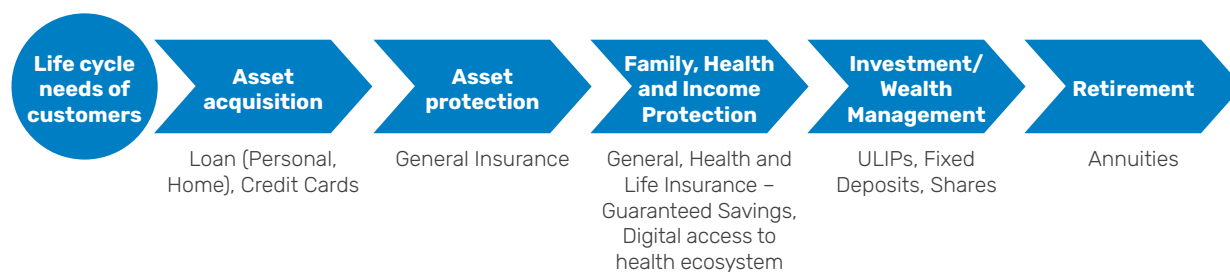 Life cycle
needs of
customers
Asset
acquisition
Loan (Personal,
Home), Credit Cards
Asset
protection
General Insurance
Family, Health
and Income
Protection
General, Health and
Life Insurance –
Guaranteed Savings,
Digital access to
health ecosystem
Investment/
Wealth
Management
ULIPs, Fixed
Deposits, Shares
Retirement
Annuities